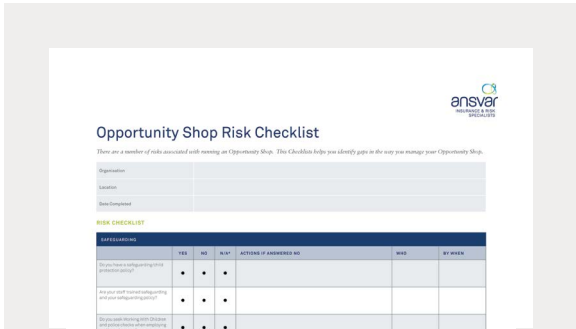 ansvar
INSURANCE & RISK
SPECIALISTS
Opportunity Shop Risk Checklist
There are a number of risks associated with running an Opportunity Shop. This Checklists helps you identify gaps in the way you manage your Opportunity Shop.
Organisation
Location
Date Completed
RISK CHECKLIST
SAFEGUARDING
YES NO N/A* ACTIONS IF ANSWERED NO WHO BY WHEN
Do you have a safeguarding/child
protection policy?
Are your staff trained safeguarding
and your safeguarding policy?
Do you seek Working With Children
and police checks when employing